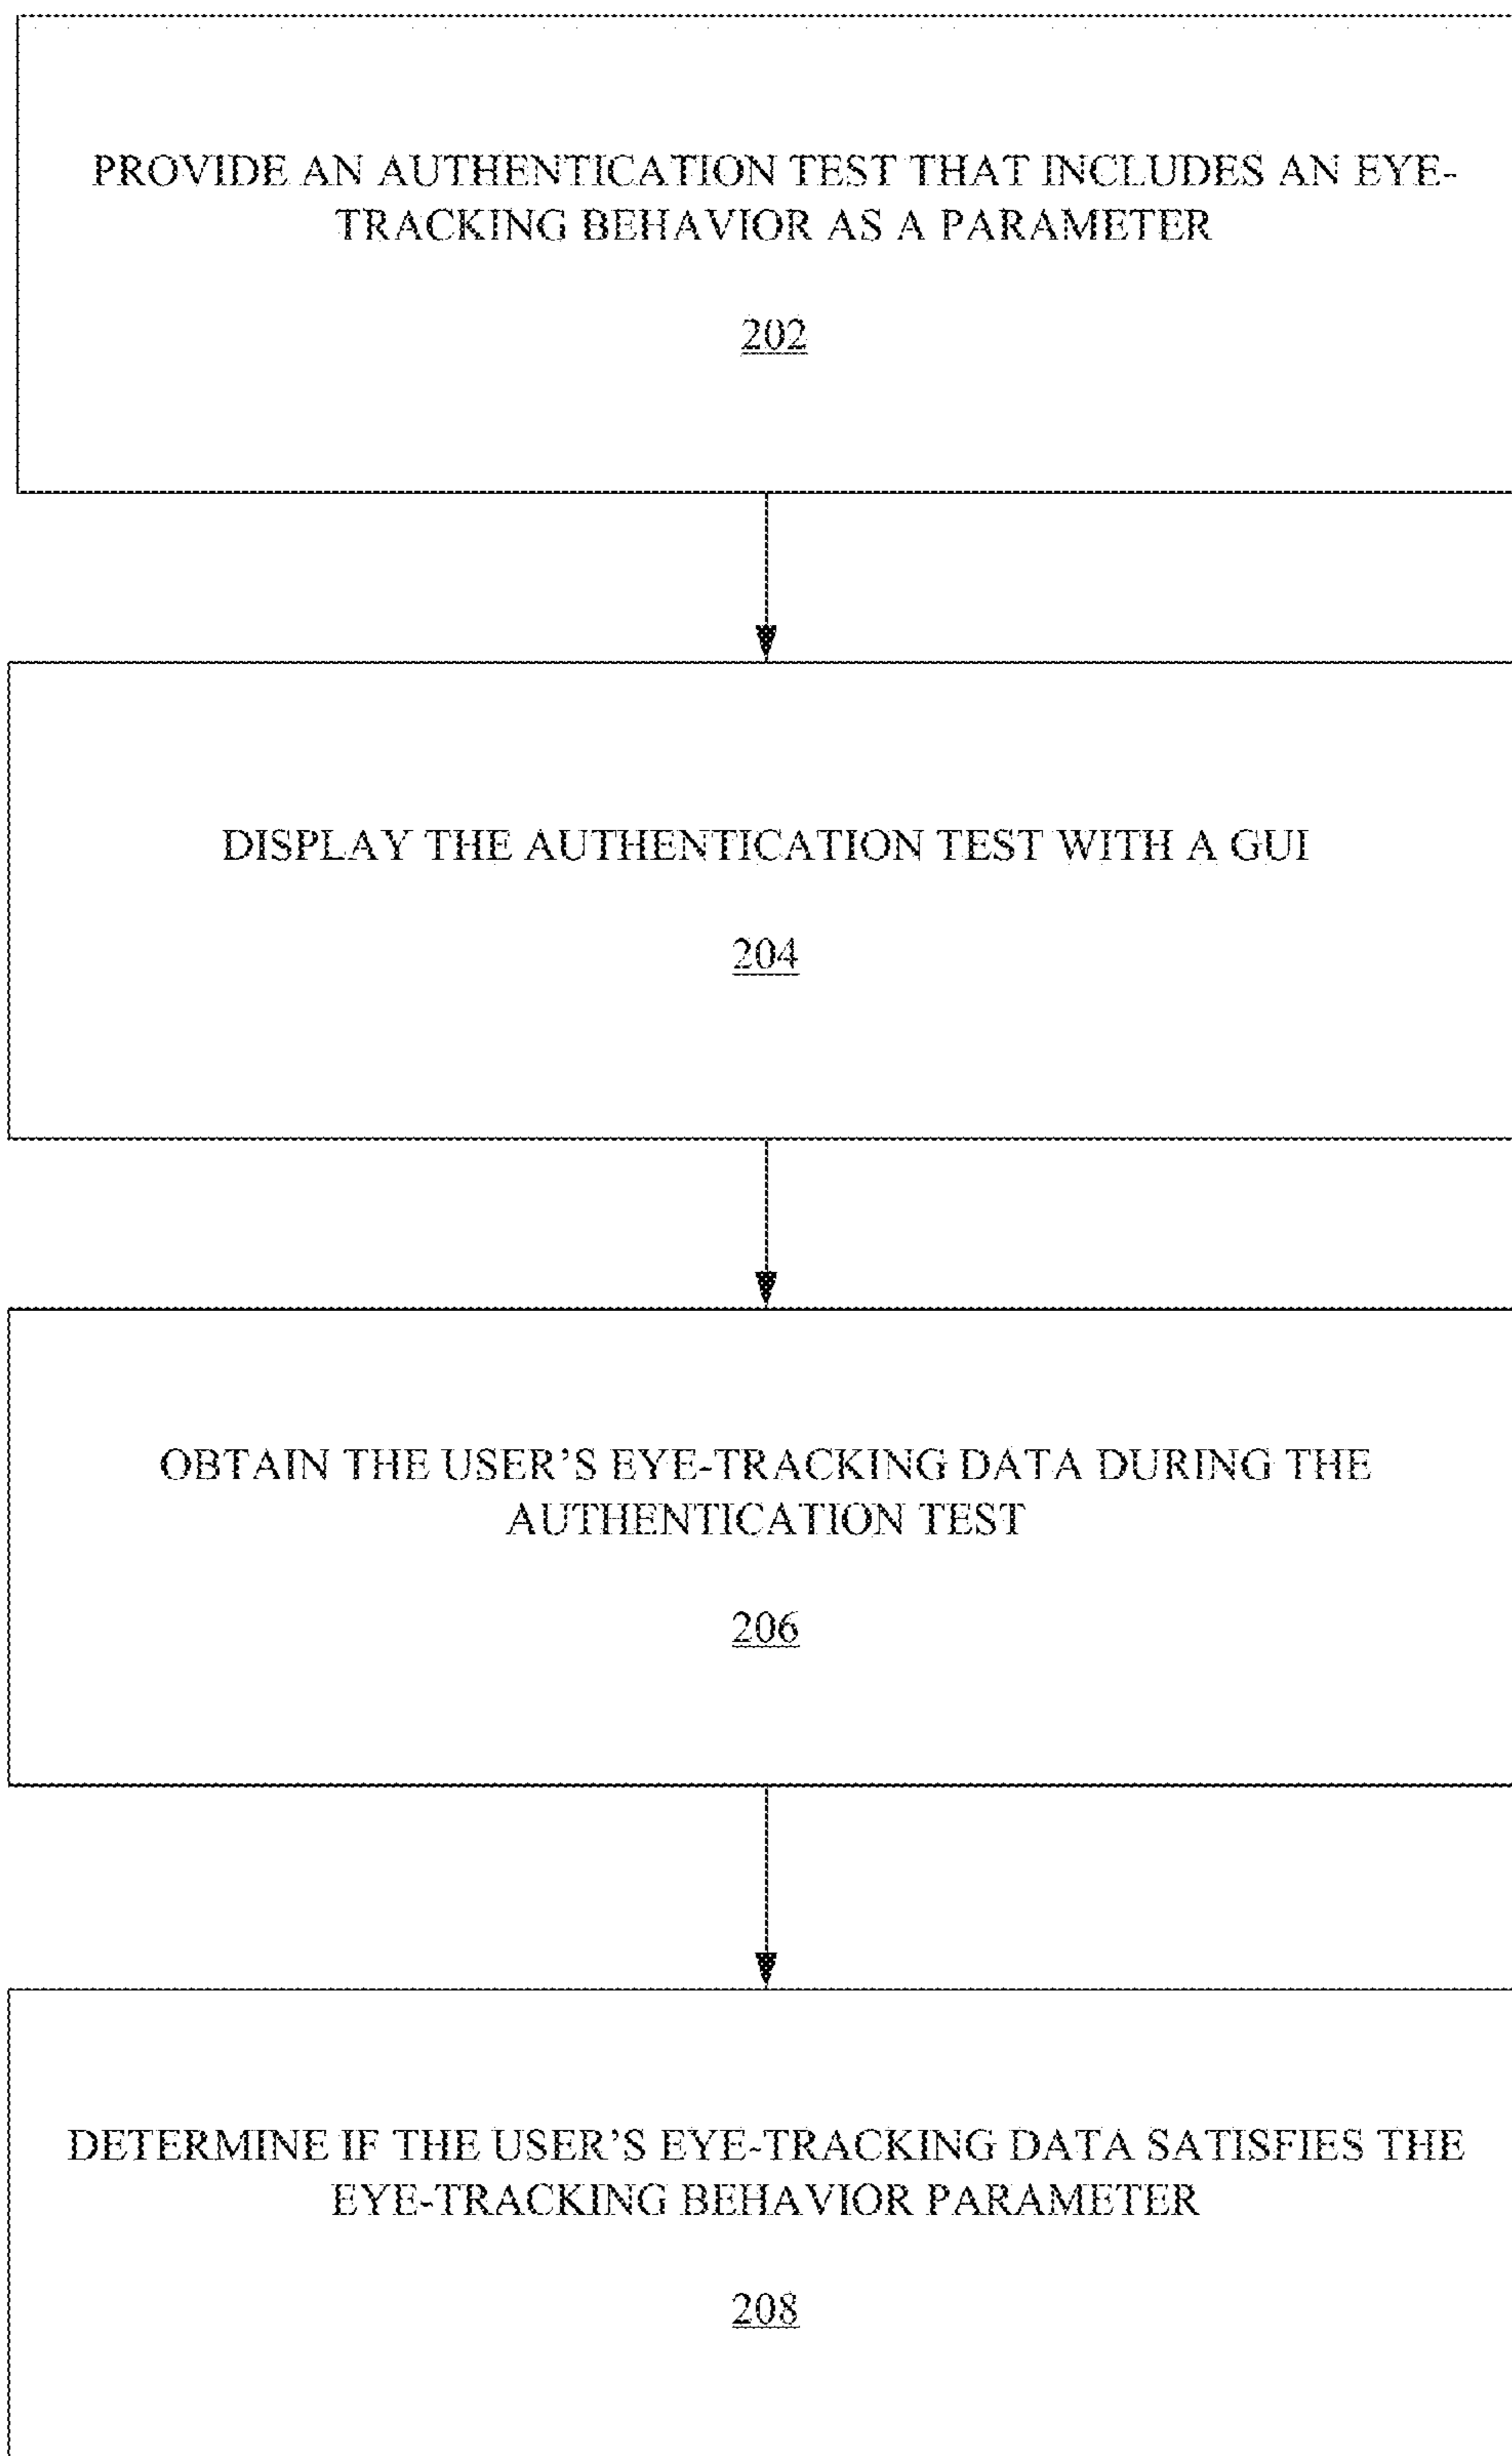 PROVIDE AN AUTHENTICATION TEST THAT INCLUDES AN EYE-
TRACKING BEHAVIOR AS A PARAMETER
202
DISPLAY THE AUTHENTICATION TEST WITH A GUI
204
OBTAIN THE USER'S EYE-TRACKING DATA DURING THE
AUTHENTICATION TEST
206
DETERMINE IF THE USER'S EYE-TRACKING DATA SATISFIES THE
EYE-TRACKING BEHAVIOR PARAMETER
208